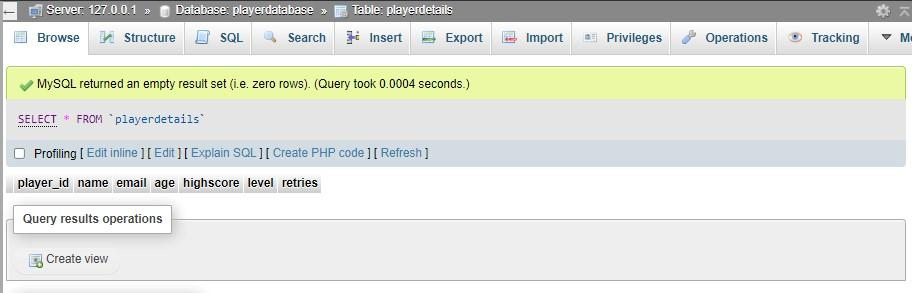 Server: 127.0.0.1 » Database: playerdatabase » Table: playerdetails
Browse Structure SQL Search Insert Export Import Privileges Operations Tracking
MySQL returned an empty result set (i.e. zero rows). (Query took 0.0004 seconds.)
SELECT * FROM `playerdetails`
Profiling [ Edit inline ] [ Edit ] [ Explain SQL ] [ Create PHP code ] [ Refresh ]
player_id name email age highscore level retries
Query results operations
Create view